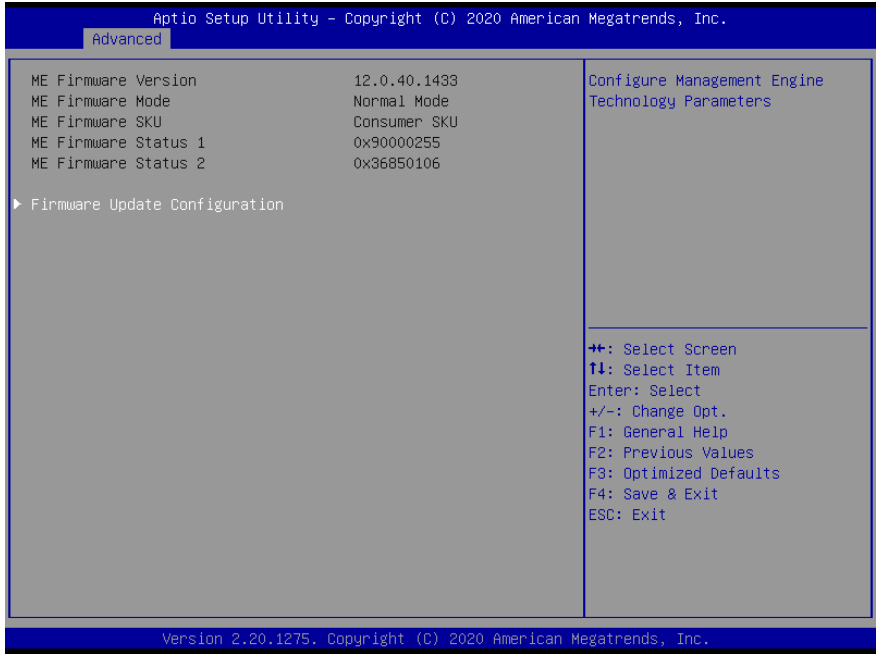 Aptio Setup Utility – Copyright (C) 2020 American Megatrends, Inc.
Advanced
ME Firmware Version 12.0.40.1433
ME Firmware Mode Normal Mode
ME Firmware SKU Consumer SKU
ME Firmware Status 1 0x90000255
ME Firmware Status 2 0x36850106
▶ Firmware Update Configuration
Configure Management Engine
Technology Parameters
→←: Select Screen
↑↓: Select Item
Enter: Select
+/-: Change Opt.
F1: General Help
F2: Previous Values
F3: Optimized Defaults
F4: Save & Exit
ESC: Exit
Version 2.20.1275. Copyright (C) 2020 American Megatrends, Inc.